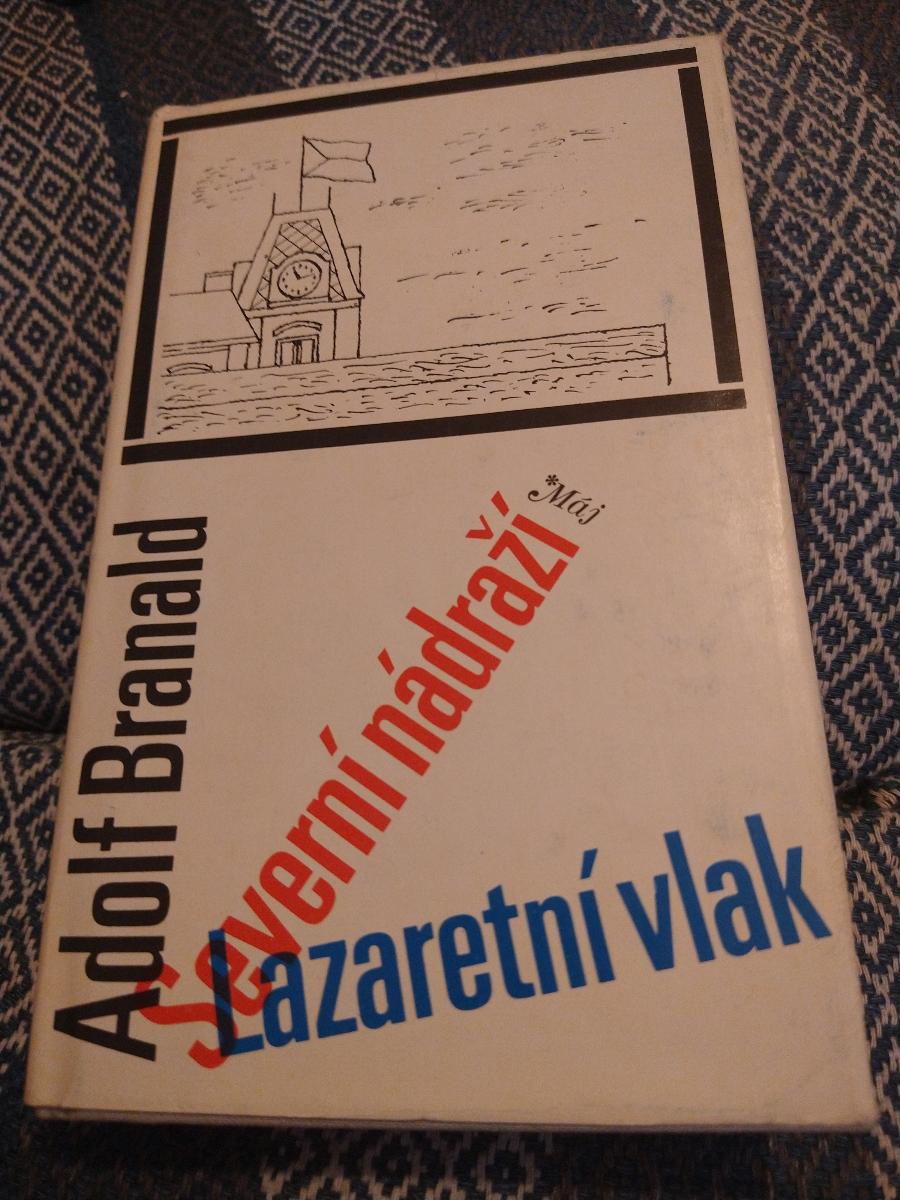 Adolf Branald
Severní nádraží
*Máj
Lazaretní vlak